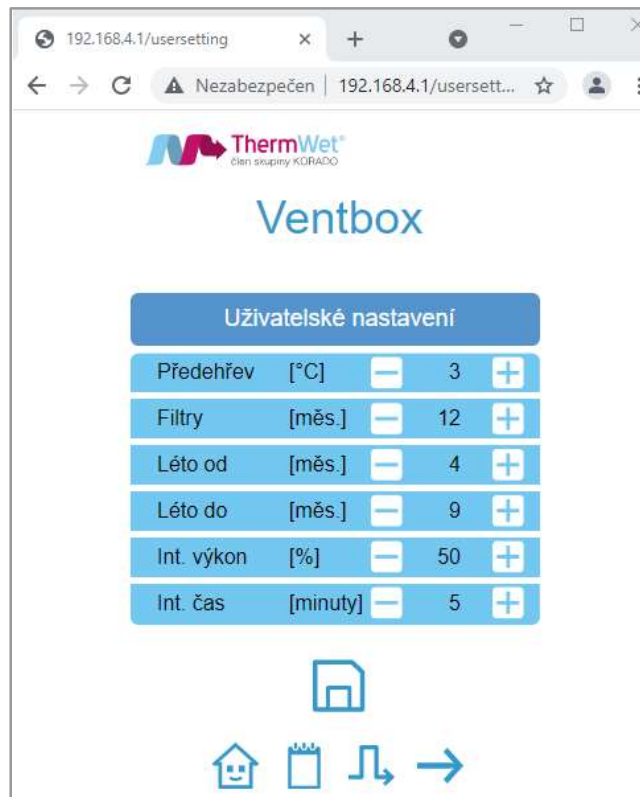 192.168.4.1/usersetting
Nezabezpečen | 192.168.4.1/usersett...
ThermWet®
člen skupiny KORADO
Ventbox
Uživatelské nastavení
Předehřev [°C] 3
Filtry [měs.] 12
Léto od [měs.] 4
Léto do [měs.] 9
Int. výkon [%] 50
Int. čas [minuty] 5